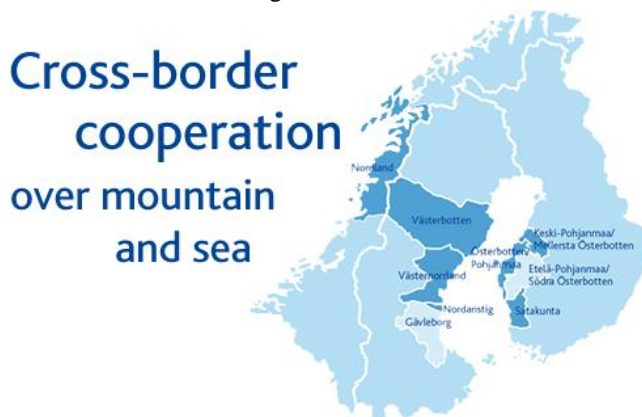 Cross-border
cooperation
over mountain
and sea
Nordland
Västerbotten
Österbotten/
Pohjanmaa
Keski-Pohjanmaa/
Mellersta Österbotten
Etelä-Pohjanmaa/
Södra Österbotten
Västernorrland
Nordanstig
Satakunta
Gävleborg